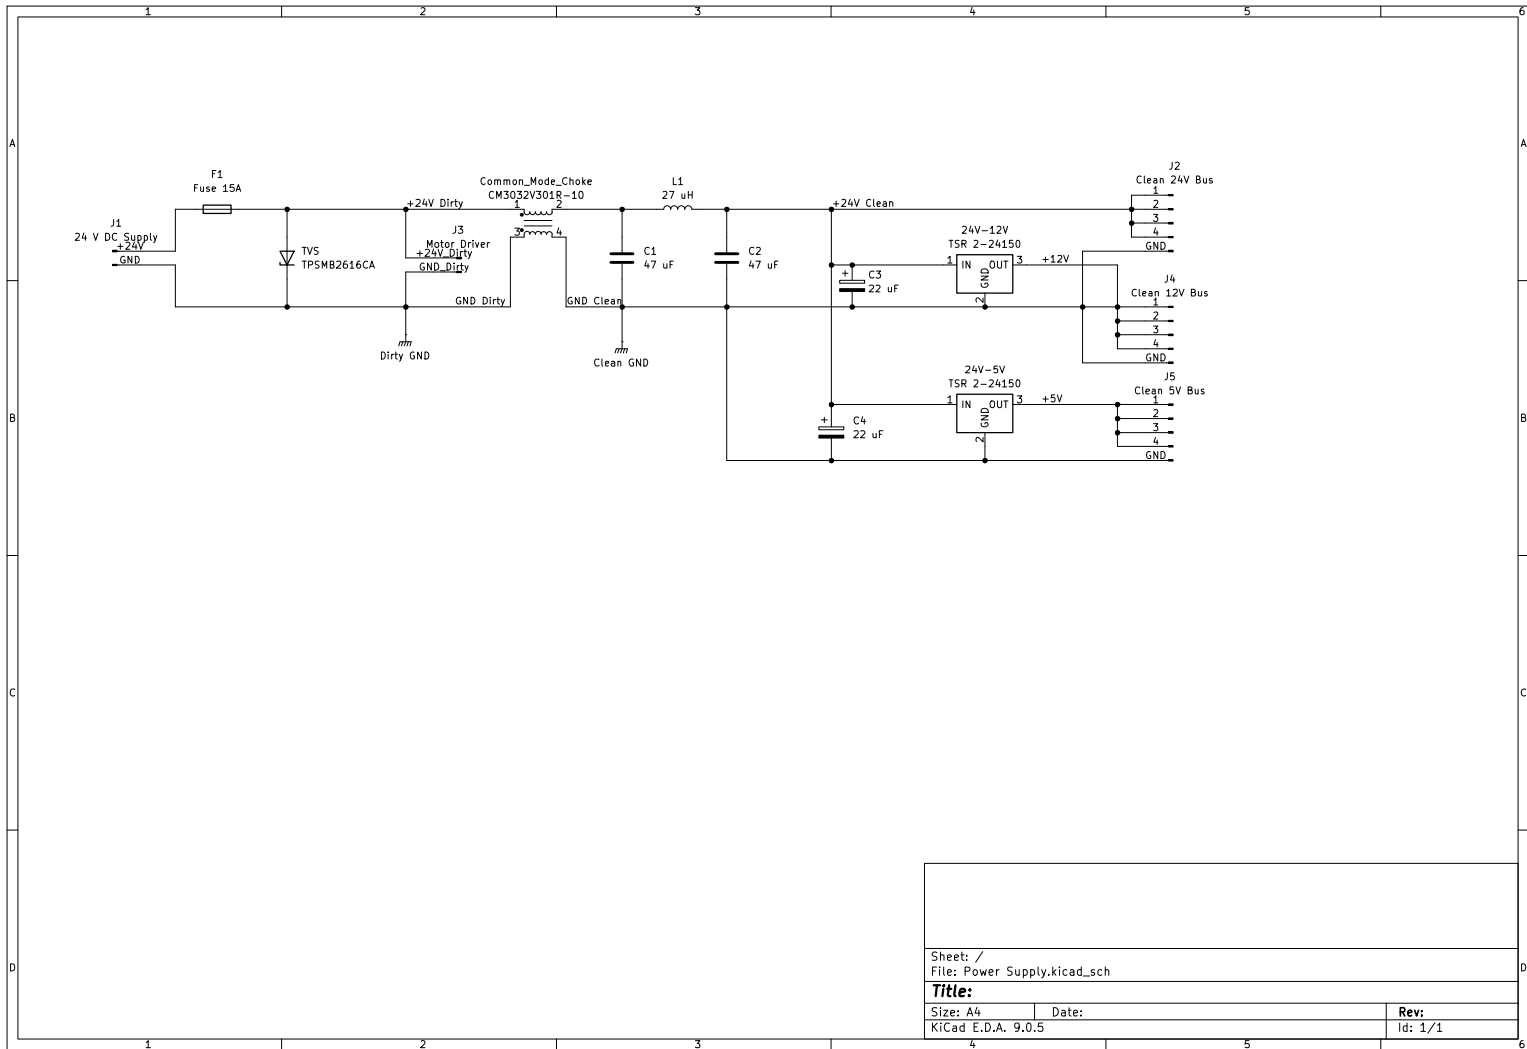 1 2 3 4 5 6
A A
F1
Fuse 15A
J1
24 V DC Supply
+24V
GND
TVS
TPSMB2616CA
+24V Dirty
J3
Motor Driver
+24V_Dirty
GND_Dirty
GND Dirty
Dirty GND
Common_Mode_Choke
CM3032V301R-10
1 2
3 4
GND Clean
Clean GND
C1
47 uF
L1
27 uH
C2
47 uF
+24V Clean
+ C3
22 uF
24V-12V
TSR 2-24150
1 IN OUT 3
GND
2
+12V
J2
Clean 24V Bus
1
2
3
4
GND
J4
Clean 12V Bus
1
2
3
4
GND
B B
+ C4
22 uF
24V-5V
TSR 2-24150
1 IN OUT 3
GND
2
+5V
J5
Clean 5V Bus
1
2
3
4
GND
C C
D D
Sheet: /
File: Power Supply.kicad_sch
Title:
Size: A4 Date: Rev:
KiCad E.D.A. 9.0.5 Id: 1/1
1 2 3 4 5 6